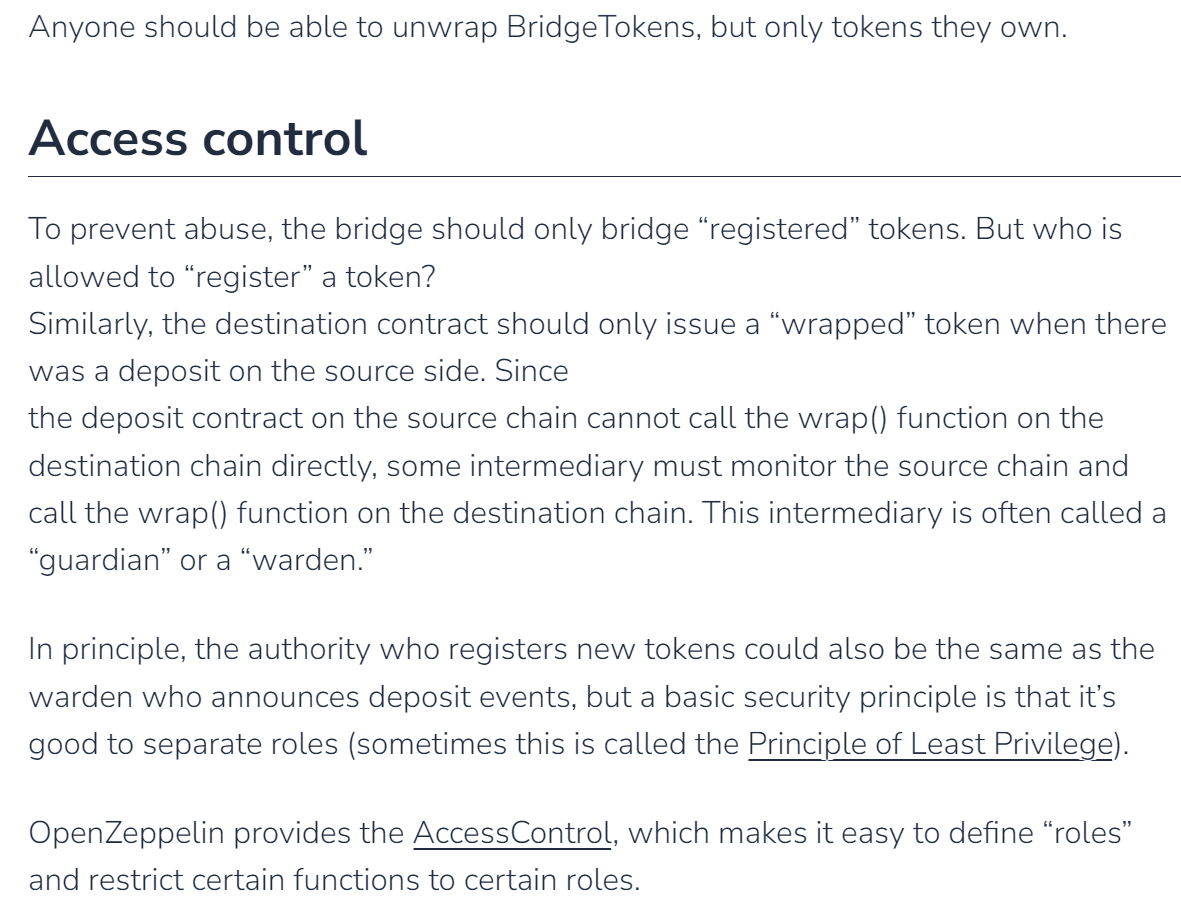 Anyone should be able to unwrap BridgeTokens, but only tokens they own.
Access control
To prevent abuse, the bridge should only bridge “registered” tokens. But who is
allowed to “register” a token?
Similarly, the destination contract should only issue a “wrapped” token when there
was a deposit on the source side. Since
the deposit contract on the source chain cannot call the wrap() function on the
destination chain directly, some intermediary must monitor the source chain and
call the wrap() function on the destination chain. This intermediary is often called a
“guardian” or a “warden.”
In principle, the authority who registers new tokens could also be the same as the
warden who announces deposit events, but a basic security principle is that it’s
good to separate roles (sometimes this is called the Principle of Least Privilege).
OpenZeppelin provides the AccessControl, which makes it easy to define “roles”
and restrict certain functions to certain roles.